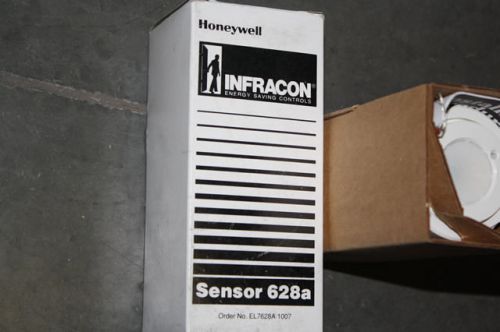 Honeywell
INFRACON®
ENERGY SAVING CONTROLS
Sensor 628a
Order No. EL7628A 1007